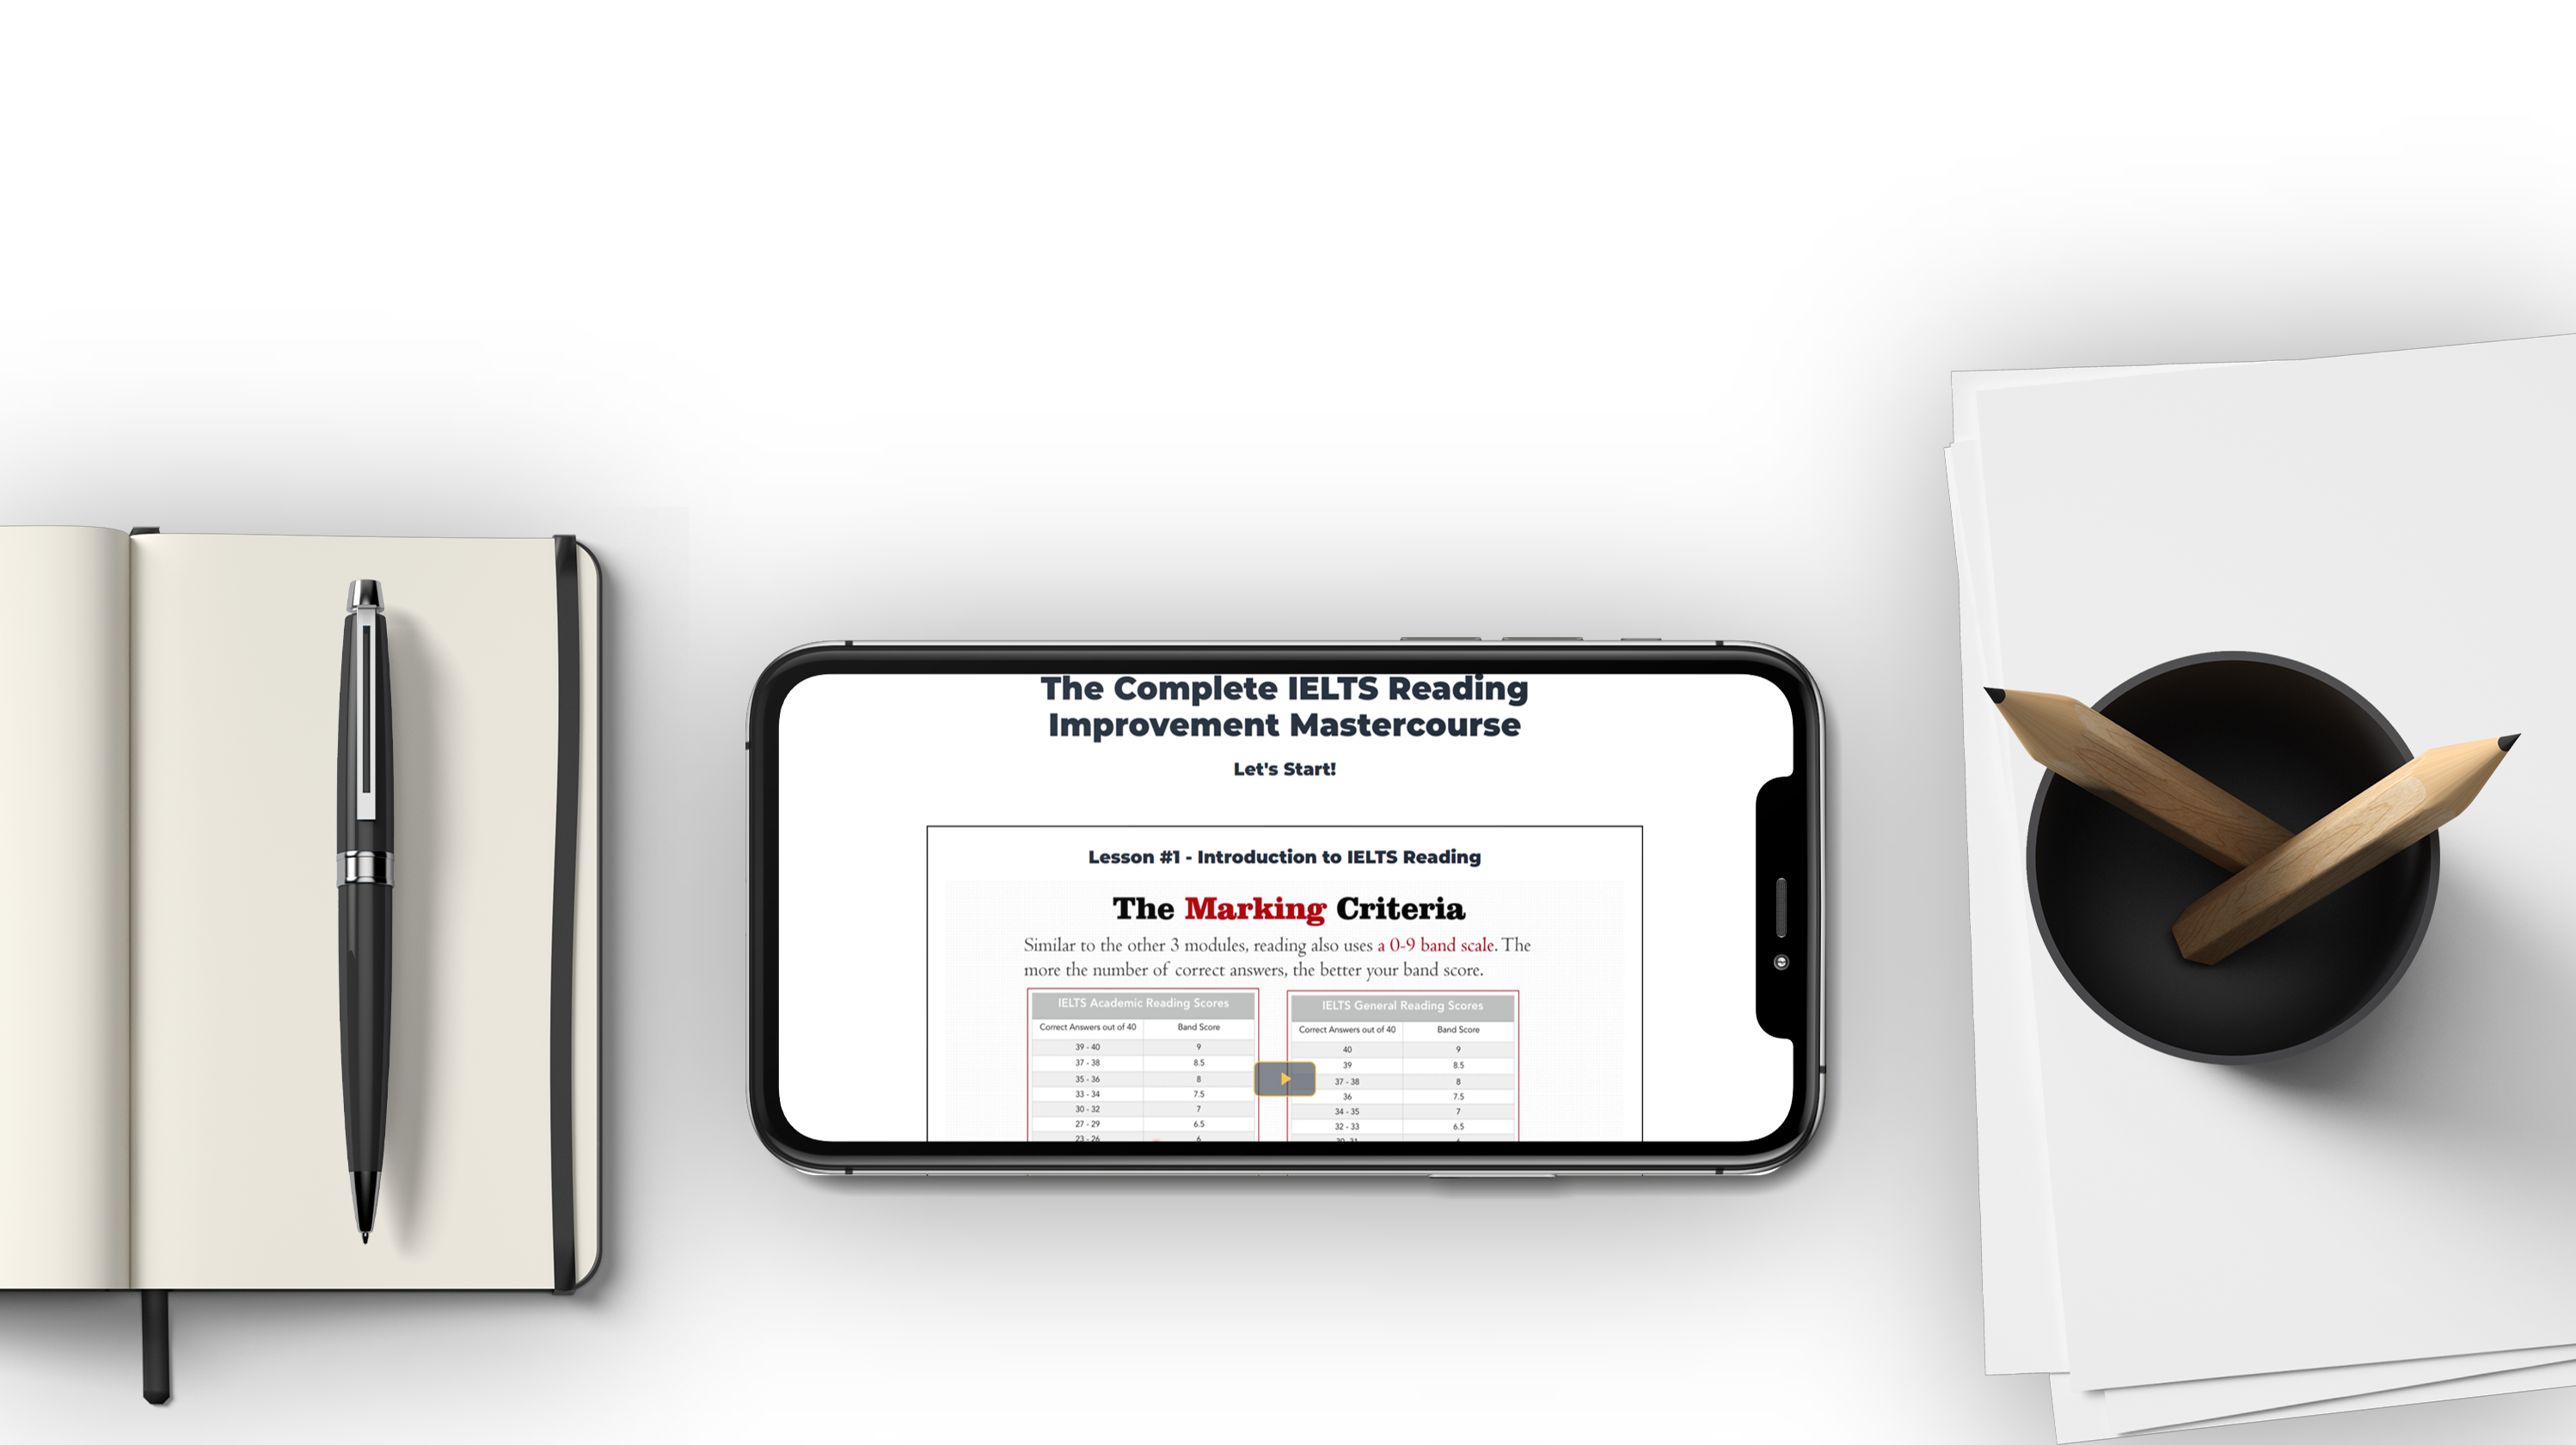 The Complete IELTS Reading
Improvement Mastercourse
Let's Start!
Lesson #1 - Introduction to IELTS Reading
The Marking Criteria
Similar to the other 3 modules, reading also uses a 0-9 band scale. The
more the number of correct answers, the better your band score.
IELTS Academic Reading Scores
Correct Answers out of 40 Band Score
39 - 40 9
37 - 38 8.5
35 - 36 8
33 - 34 7.5
30 - 32 7
27 - 29 6.5
23 - 26 6
IELTS General Reading Scores
Correct Answers out of 40 Band Score
40 9
39 8.5
37 - 38 8
36 7.5
34 - 35 7
32 - 33 6.5
30 - 31